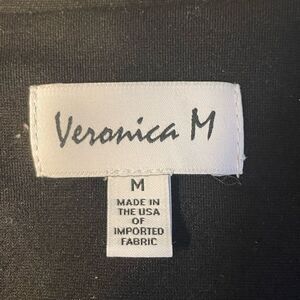 Veronica M
M
MADE IN
THE USA
OF
IMPORTED
FABRIC